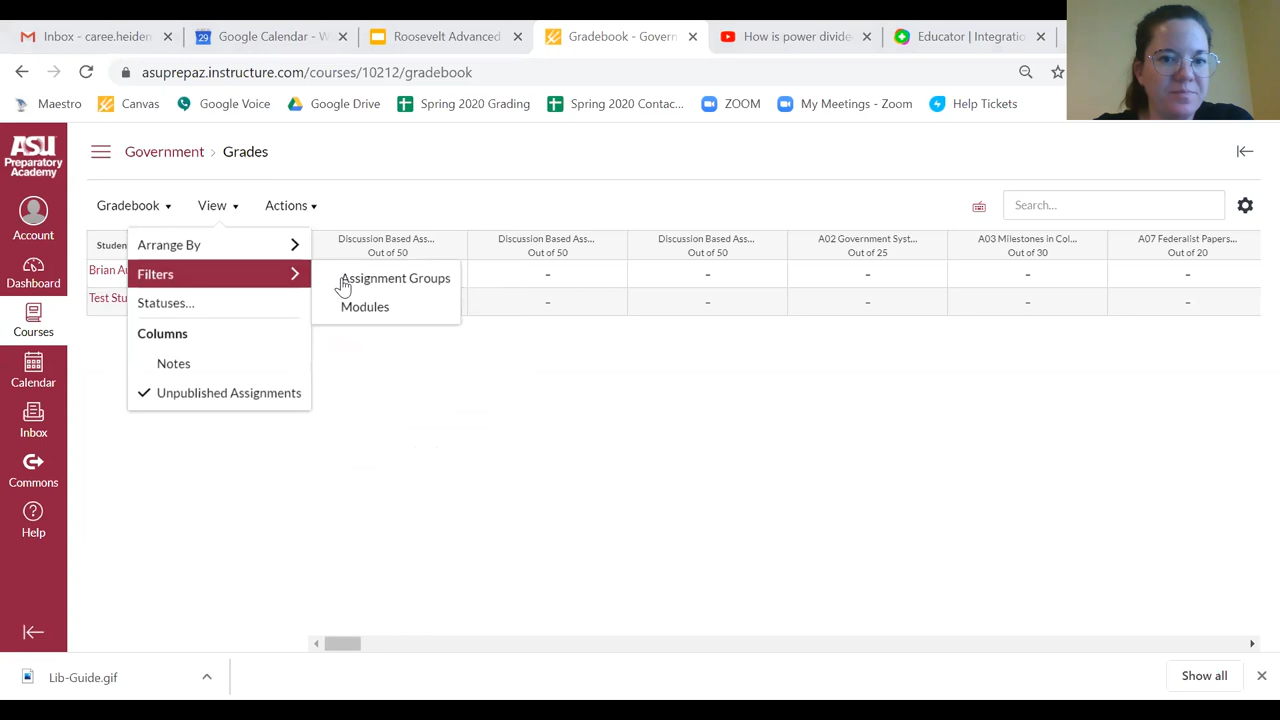 Inbox - caree.heiden
Google Calendar - W
Roosevelt Advanced
Gradebook - Govern
How is power divide
Educator | Integratio
asuprepaz.instructure.com/courses/10212/gradebook
Maestro
Canvas
Google Voice
Google Drive
Spring 2020 Grading
Spring 2020 Contac...
ZOOM
My Meetings - Zoom
Help Tickets
ASU
Preparatory
Academy
Account
Dashboard
Courses
Calendar
Inbox
Commons
Help
Government > Grades
Gradebook
View
Actions
Search...
Studen
Discussion Based Ass...
Out of 50
Discussion Based Ass...
Out of 50
Discussion Based Ass...
Out of 50
A02 Government Syst...
Out of 25
A03 Milestones in Col...
Out of 30
A07 Federalist Papers...
Out of 20
Brian Au
- - - - -
Test Stu
- - - - -
Arrange By
Filters
Statuses...
Columns
Notes
Unpublished Assignments
Assignment Groups
Modules
Lib-Guide.gif
Show all